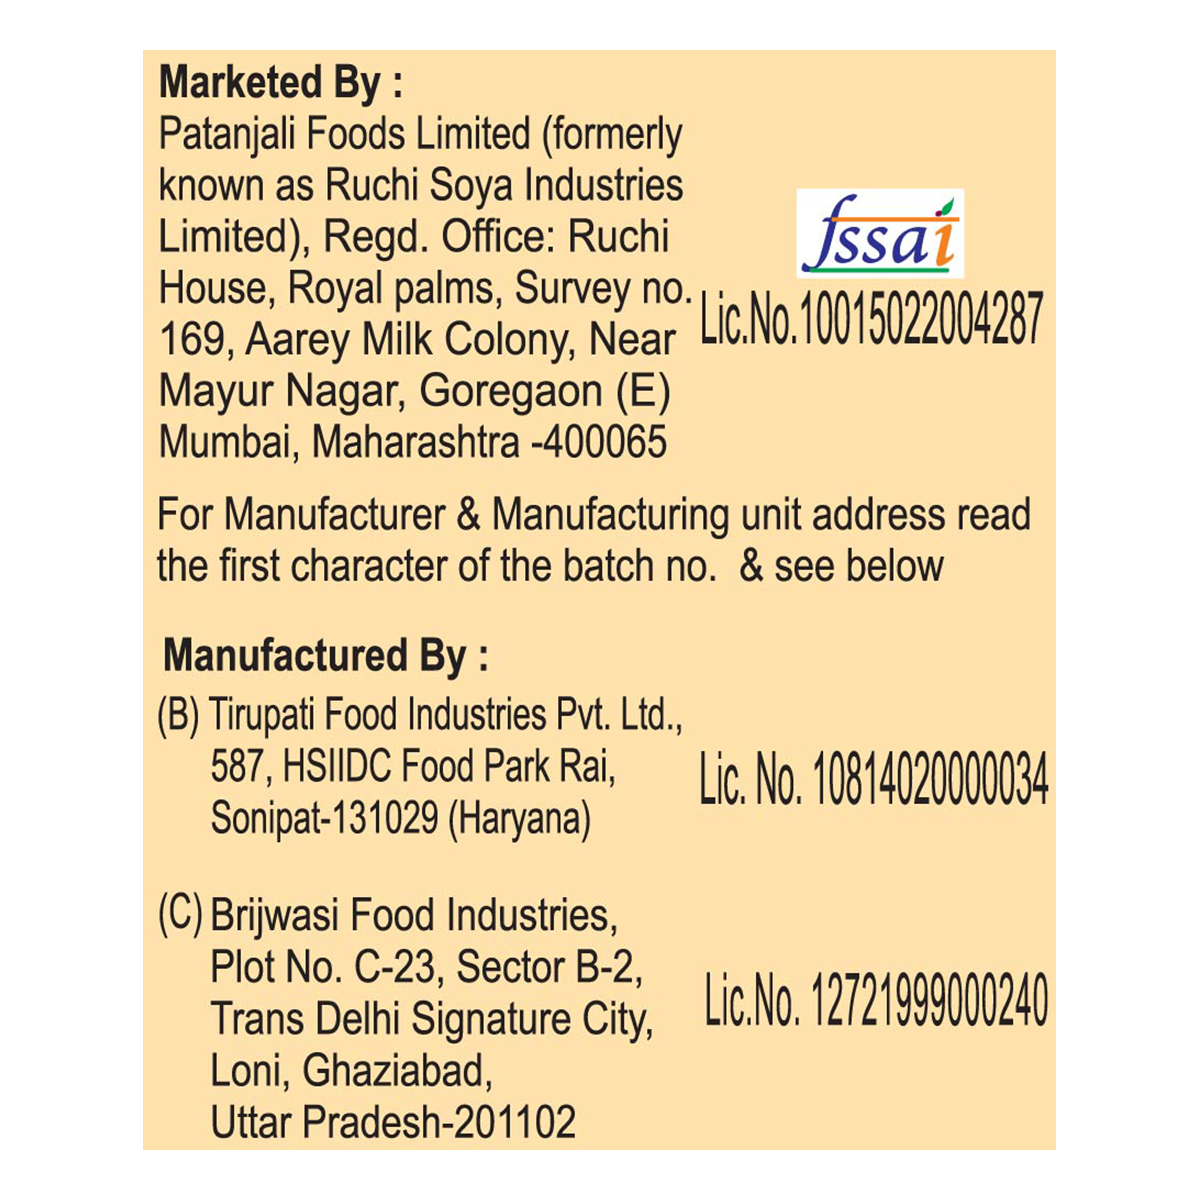 Marketed By :
Patanjali Foods Limited (formerly
known as Ruchi Soya Industries
Limited), Regd. Office: Ruchi
House, Royal palms, Survey no.
169, Aarey Milk Colony, Near
Mayur Nagar, Goregaon (E)
Mumbai, Maharashtra -400065
fssai
Lic.No.10015022004287
For Manufacturer & Manufacturing unit address read
the first character of the batch no. & see below
Manufactured By :
(B) Tirupati Food Industries Pvt. Ltd.,
587, HSIIDC Food Park Rai,
Sonipat-131029 (Haryana)
Lic. No. 10814020000034
(C) Brijwasi Food Industries,
Plot No. C-23, Sector B-2,
Trans Delhi Signature City,
Loni, Ghaziabad,
Uttar Pradesh-201102
Lic.No. 12721999000240